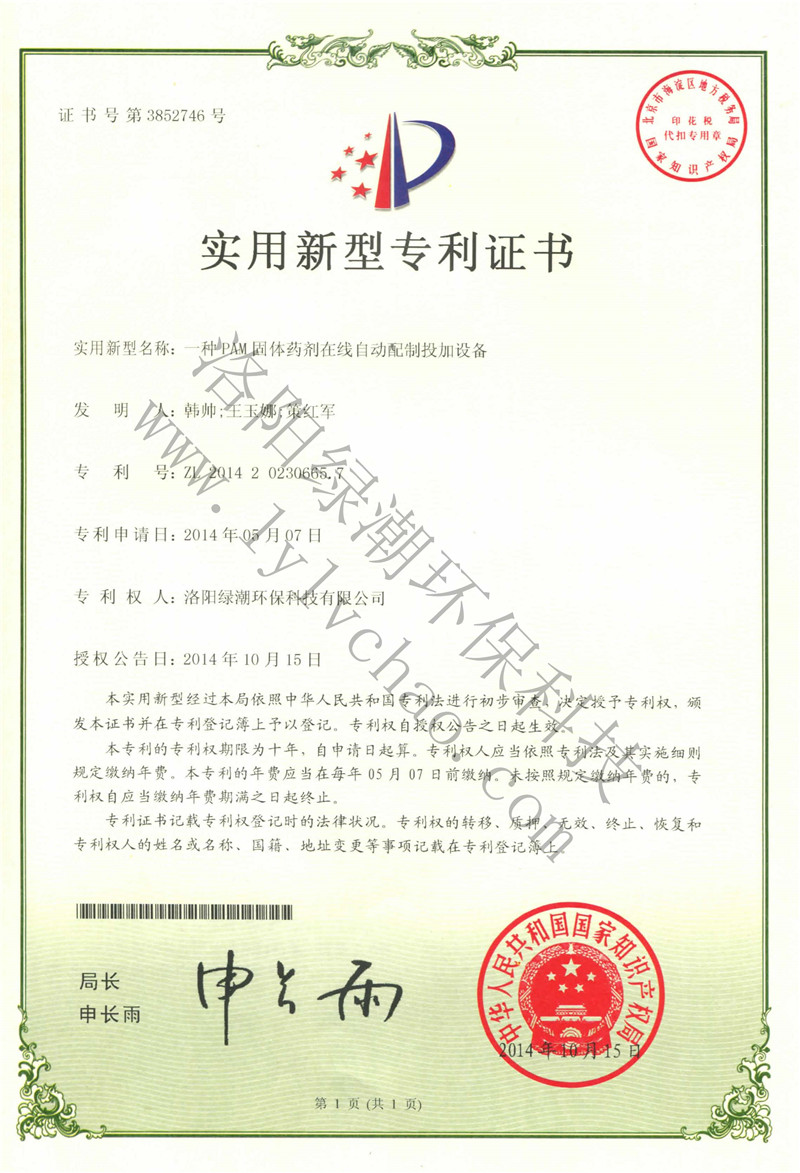 证书号第3852746号
北京市海淀区地方税务局
印花税
代扣专用章
国家知识产权局
实用新型专利证书
实用新型名称：一种PAM固体药剂在线自动配制投加设备
发明人：韩帅;王玉娜;策红军
专利号：ZL 2014 2 0230665.7
专利申请日：2014年05月07日
专利权人：洛阳绿潮环保科技有限公司
授权公告日：2014年10月15日
本实用新型经过本局依照中华人民共和国专利法进行初步审查，决定授予专利权，颁
发本证书并在专利登记簿上予以登记。专利权自授权公告之日起生效。
本专利的专利权期限为十年，自申请日起算。专利权人应当依照专利法及其实施细则
规定缴纳年费。本专利的年费应当在每年05月07日前缴纳。未按照规定缴纳年费的，专
利权自应当缴纳年费期满之日起终止。
专利证书记载专利权登记时的法律状况。专利权的转移、质押、无效、终止、恢复和
专利权人的姓名或名称、国籍、地址变更等事项记载在专利登记簿上。
洛阳绿潮环保科技
www.lylvchao.com
局长
申长雨
申长雨
中华人民共和国国家知识产权局
2014年10月15日
第1页(共1页)